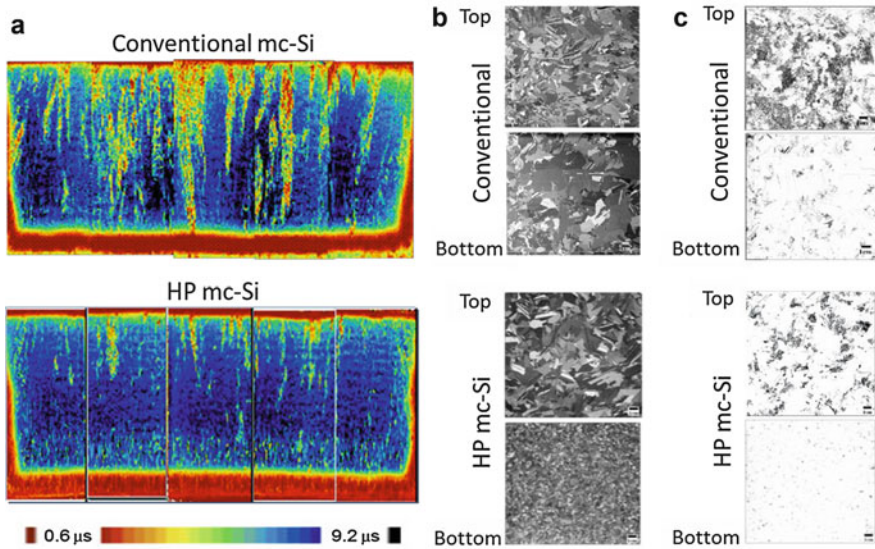 a
Conventional mc-Si
HP mc-Si
0.6 μs
9.2 μs
b
Top
Conventional
Bottom
Top
HP mc-Si
Bottom
c
Top
Conventional
Bottom
Top
HP mc-Si
Bottom